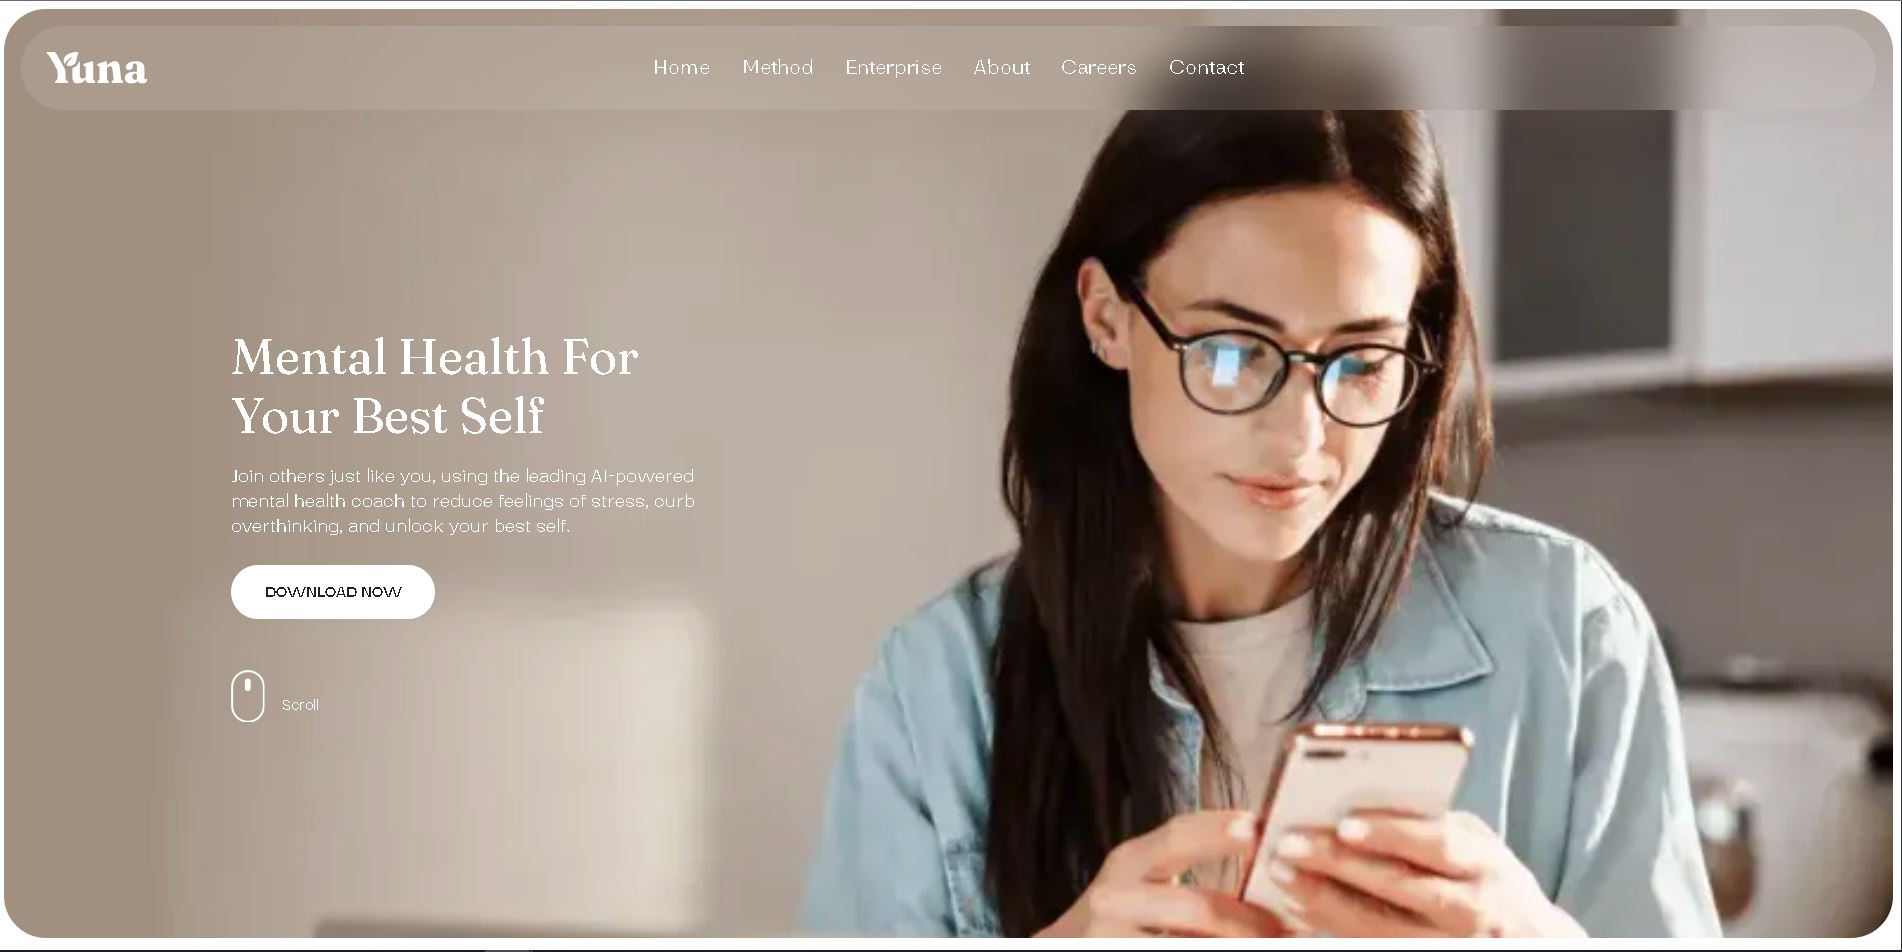 Yuna
Home Method Enterprise About Careers Contact
Mental Health For
Your Best Self
Join others just like you, using the leading AI-powered
mental health coach to reduce feelings of stress, curb
overthinking, and unlock your best self.
DOWNLOAD NOW
Scroll